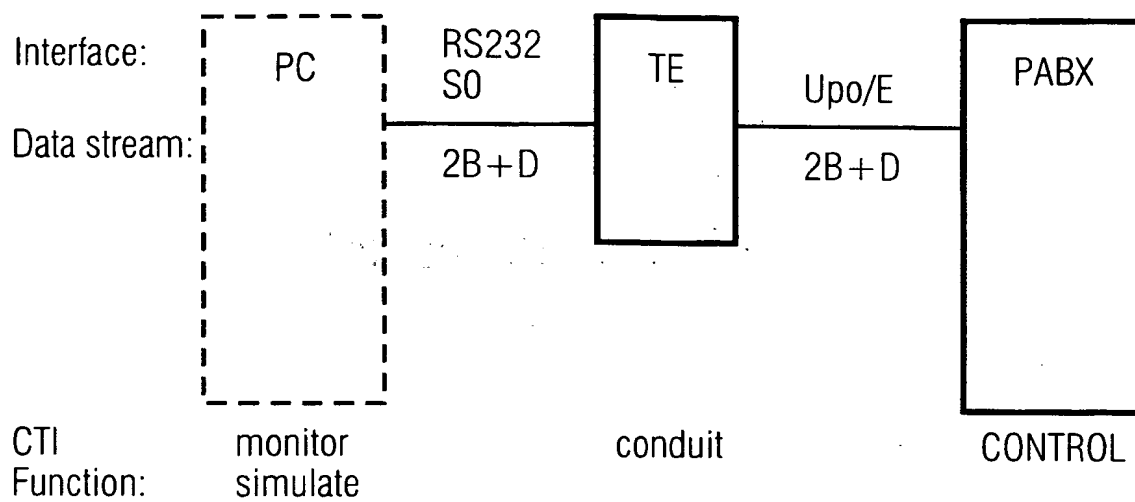 Interface:
PC
RS232
S0
TE
Upo/E
PABX
Data stream:
2B+D
2B+D
CTI
Function:
monitor
simulate
conduit
CONTROL